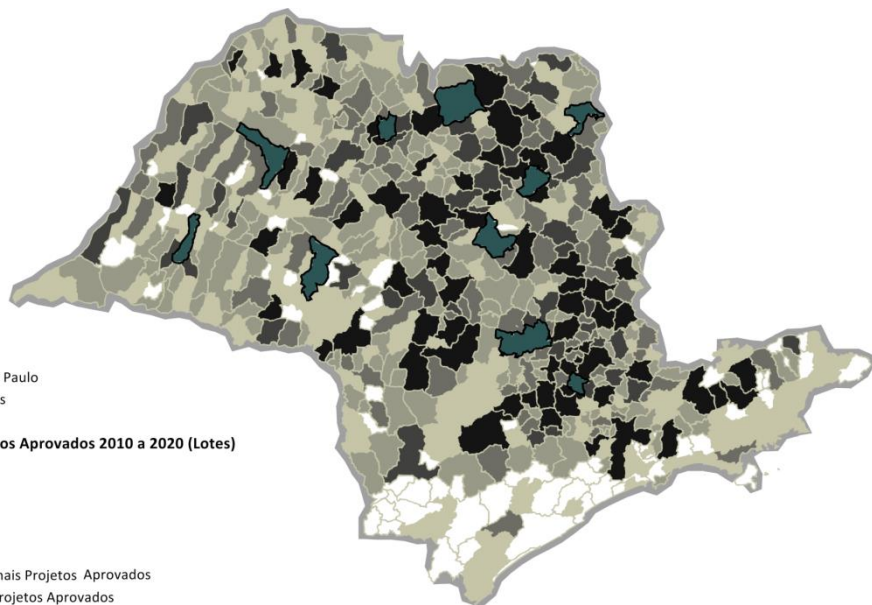 Paulo
s
os Aprovados 2010 a 2020 (Lotes)
nais Projetos Aprovados
rojetos Aprovados